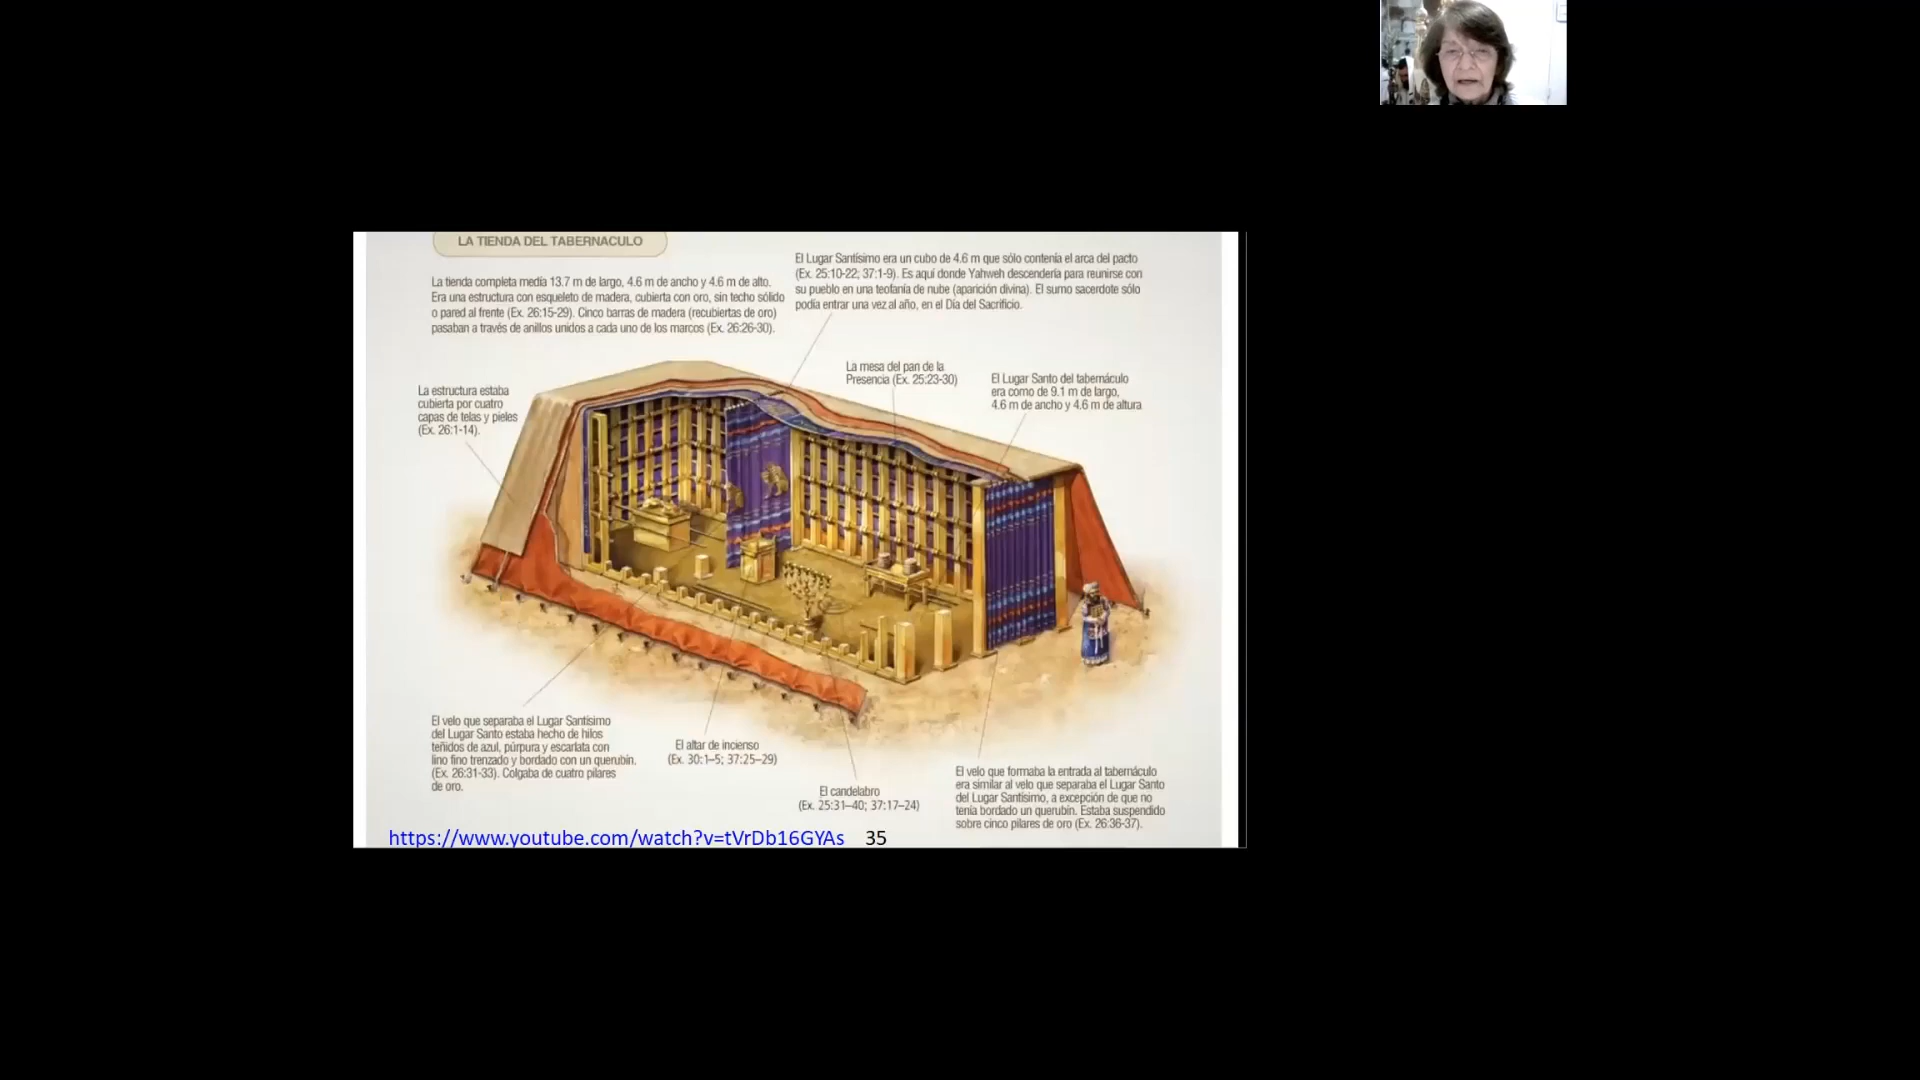 LA TIENDA DEL TABERNACULO
La tienda completa medía 13.7 m de largo, 4.6 m de ancho y 4.6 m de alto.
Era una estructura con esqueleto de madera, cubierta con oro, sin techo sólido
o pared al frente (Ex. 26:15-29). Cinco barras de madera (recubiertas de oro)
pasaban a través de anillos unidos a cada uno de los marcos (Ex. 26:26-30).
El Lugar Santísimo era un cubo de 4.6 m que sólo contenía el arca del pacto
(Ex. 25:10-22; 37:1-9). Es aquí donde Yahweh descendería para reunirse con
su pueblo en una teofanía de nube (aparición divina). El sumo sacerdote sólo
podía entrar una vez al año, en el Día del Sacrificio.
La mesa del pan de la
Presencia (Ex. 25:23-30)
El Lugar Santo del tabernáculo
era como de 9.1 m de largo,
4.6 m de ancho y 4.6 m de altura
La estructura estaba
cubierta por cuatro
capas de telas y pieles
(Ex. 26:1-14).
El velo que separaba el Lugar Santísimo
del Lugar Santo estaba hecho de hilos
teñidos de azul, púrpura y escarlata con
lino fino trenzado y bordado con un querubín.
(Ex. 26:31-33). Colgaba de cuatro pilares
de oro.
El altar de incienso
(Ex. 30:1–5; 37:25–29)
El candelabro
(Ex. 25:31–40; 37:17–24)
El velo que formaba la entrada al tabernáculo
era similar al velo que separaba el Lugar Santo
del Lugar Santísimo, a excepción de que no
tenía bordado un querubín. Estaba suspendido
sobre cinco pilares de oro (Ex. 26:36-37).
https://www.youtube.com/watch?v=tVrDb16GYAs 35